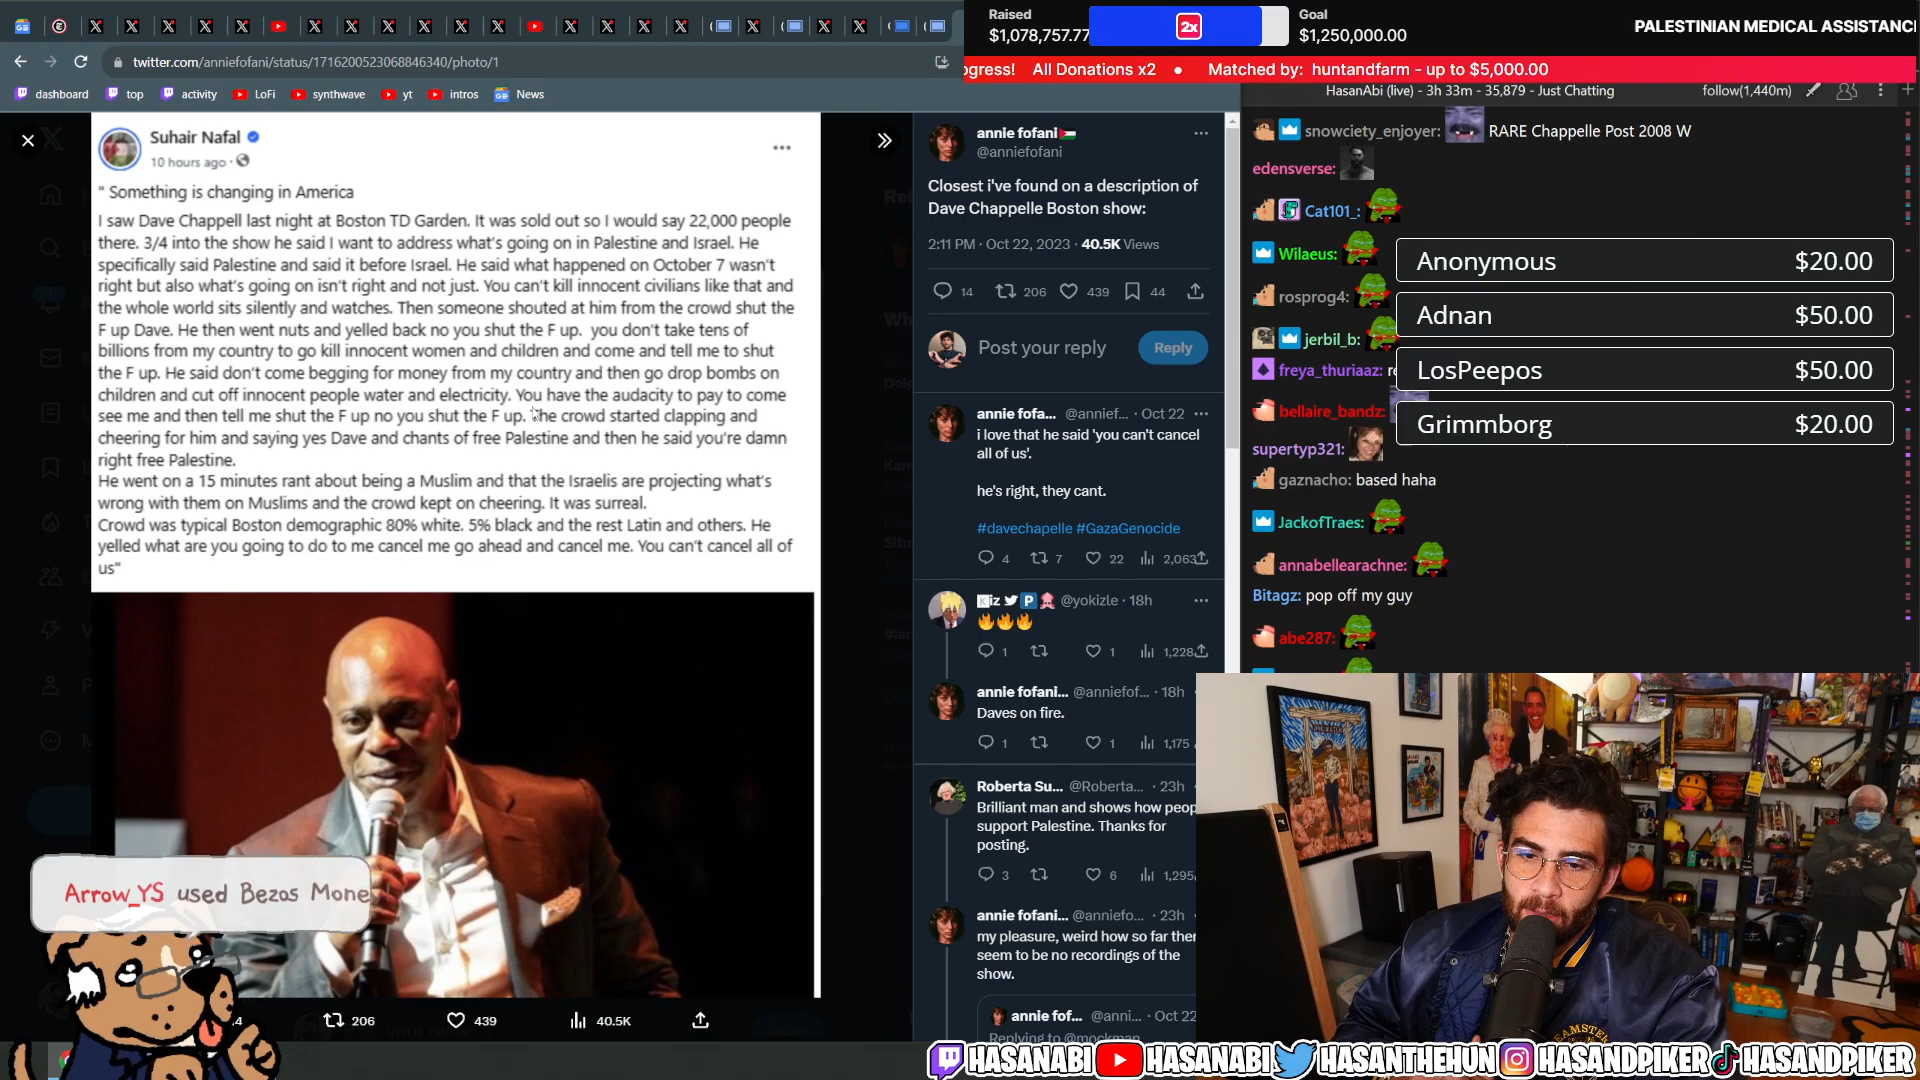 twitter.com/anniefofani/status/1716200523068846340/photo/1
dashboard
top
activity
LoFi
synthwave
yt
intros
News
Raised
$1,078,757.77
2x
Goal
$1,250,000.00
PALESTINIAN MEDICAL ASSISTANC
ogress! All Donations x2 • Matched by: huntandfarm - up to $5,000.00
HasanAbi (live) - 3h 33m - 35,879 - Just Chatting
follow(1,440m)
Suhair Nafal
10 hours ago ·
" Something is changing in America
I saw Dave Chappell last night at Boston TD Garden. It was sold out so I would say 22,000 people
there. 3/4 into the show he said I want to address what's going on in Palestine and Israel. He
specifically said Palestine and said it before Israel. He said what happened on October 7 wasn't
right but also what's going on isn't right and not just. You can't kill innocent civilians like that and
the whole world sits silently and watches. Then someone shouted at him from the crowd shut the
F up Dave. He then went nuts and yelled back no you shut the F up. you don't take tens of
billions from my country to go kill innocent women and children and come and tell me to shut
the F up. He said don't come begging for money from my country and then go drop bombs on
children and cut off innocent people water and electricity. You have the audacity to pay to come
see me and then tell me shut the F up no you shut the F up. The crowd started clapping and
cheering for him and saying yes Dave and chants of free Palestine and then he said you're damn
right free Palestine.
He went on a 15 minutes rant about being a Muslim and that the Israelis are projecting what's
wrong with them on Muslims and the crowd kept on cheering. It was surreal.
Crowd was typical Boston demographic 80% white. 5% black and the rest Latin and others. He
yelled what are you going to do to me cancel me go ahead and cancel me. You can't cancel all of
us"
Arrow_YS used Bezos Mone
206
439
40.5K
annie fofani
@anniefofani
Closest i've found on a description of
Dave Chappelle Boston show:
2:11 PM · Oct 22, 2023 · 40.5K Views
14
206
439
44
Post your reply
Reply
annie fofa... @annief... · Oct 22
i love that he said 'you can't cancel
all of us'.
he's right, they cant.
#davechapelle #GazaGenocide
4
7
22
2,063
Kiz @yokizle · 18h
1
1
1,228
annie fofani... @anniefof... · 18h
Daves on fire.
1
1
1,175
Roberta Su... @Roberta... · 23h
Brilliant man and shows how peop
support Palestine. Thanks for
posting.
3
6
1,295
annie fofani... @anniefo... · 23h
my pleasure, weird how so far ther
seem to be no recordings of the
show.
annie fof... @anni... · Oct 22
Replying to @mockman
snowciety_enjoyer: RARE Chappelle Post 2008 W
edensverse:
Cat101_:
Wilaeus:
rosprog4:
jerbil_b:
freya_thuriaaz: re
bellaire_bandz:
supertyp321:
gaznacho: based haha
JackofTraes:
annabellearachne:
Bitagz: pop off my guy
abe287:
Anonymous $20.00
Adnan $50.00
LosPeepos $50.00
Grimmborg $20.00
HASANABI HASANABI HASANTHEHUN HASANDPIKER HASANDPIKER